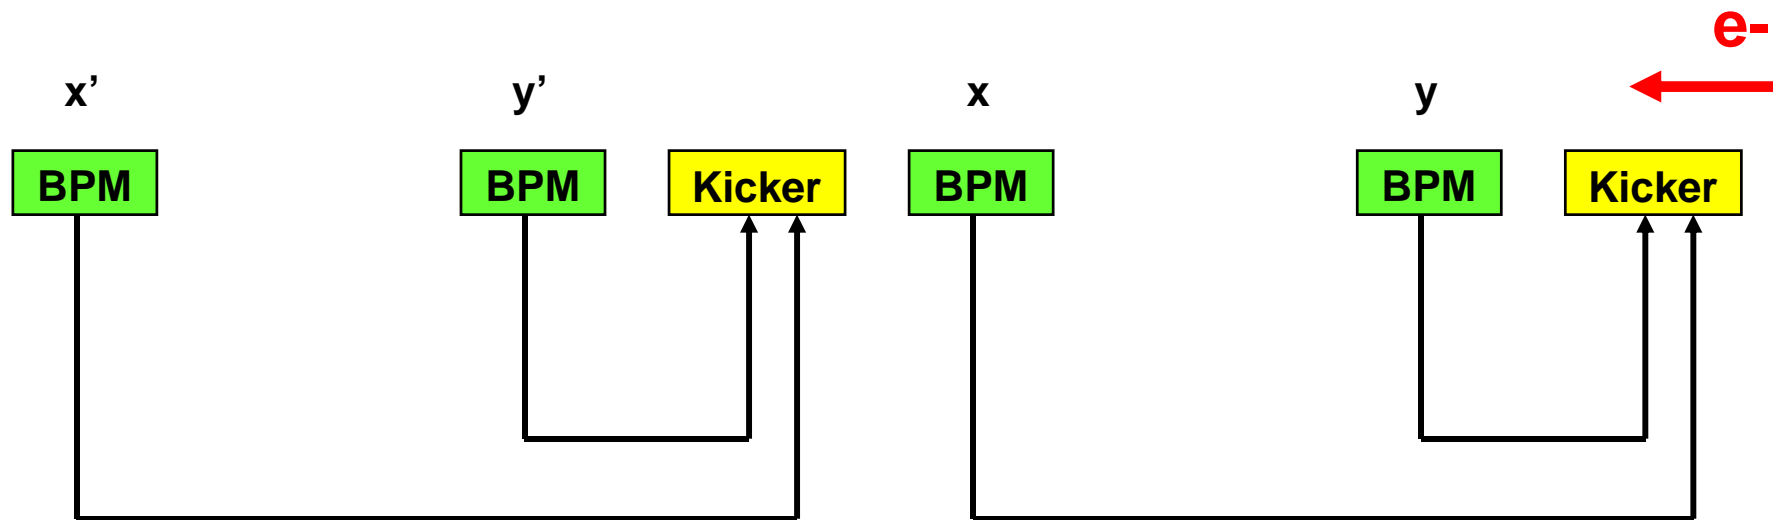 e-
x’ y’ x y
BPM BPM Kicker BPM BPM Kicker